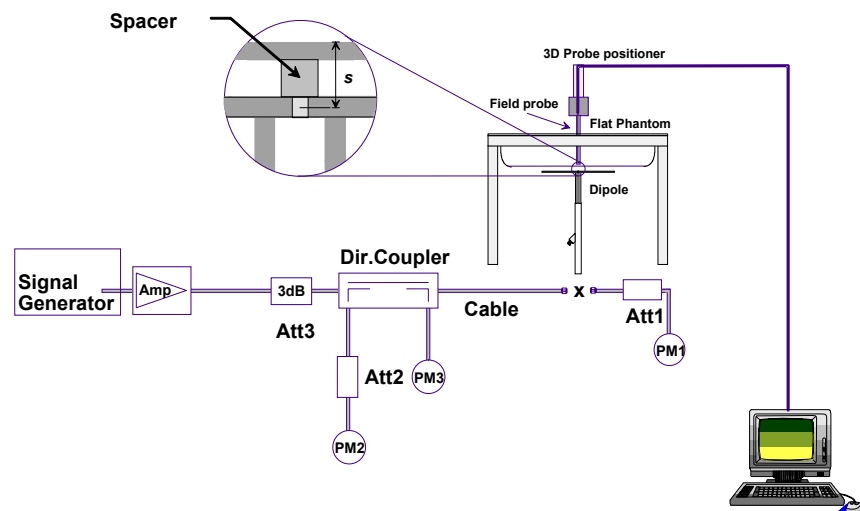 Spacer
s
3D Probe positioner
Field probe
Flat Phantom
Dipole
Signal
Generator
Amp
3dB
Att3
Dir.Coupler
Cable
x
Att1
PM1
Att2
PM3
PM2